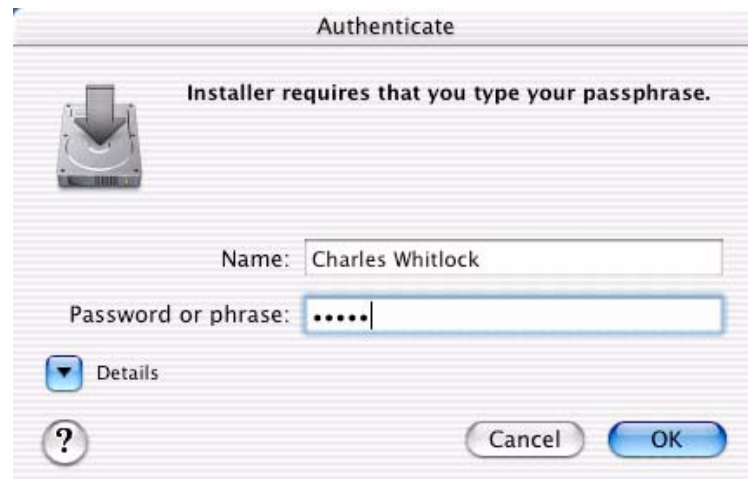 Authenticate
Installer requires that you type your passphrase.
Name: Charles Whitlock
Password or phrase: •••••
Details
?
Cancel
OK